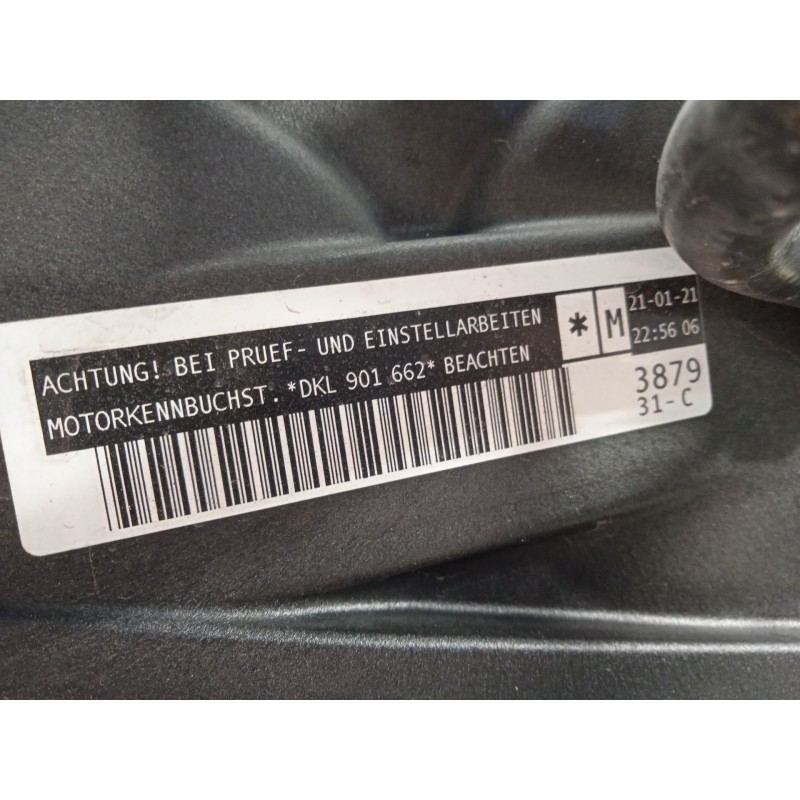 ACHTUNG! BEI PRUEF- UND EINSTELLARBEITEN
MOTORKENNBUCHST. *DKL 901 662* BEACHTEN
* M
21-01-21
22:56 06
3879
31-C